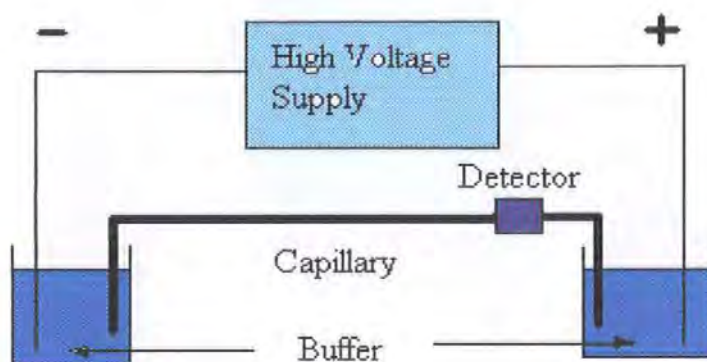 −
+
High Voltage
Supply
Detector
Capillary
Buffer